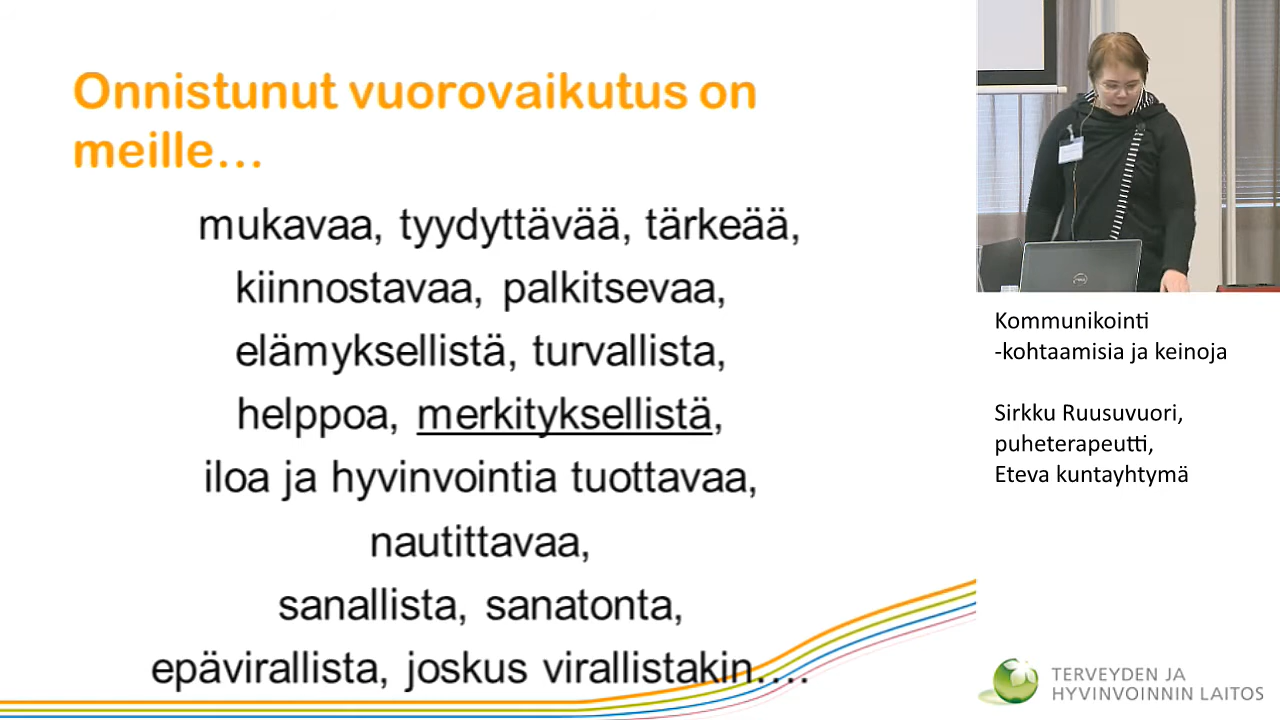 Onnistunut vuorovaikutus on
meille…
mukavaa, tyydyttävää, tärkeää,
kiinnostavaa, palkitsevaa,
elämyksellistä, turvallista,
helppoa, merkityksellistä,
iloa ja hyvinvointia tuottavaa,
nautittavaa,
sanallista, sanatonta,
epävirallista, joskus virallistakin….
Kommunikointi
-kohtaamisia ja keinoja
Sirkku Ruusuvuori,
puheterapeutti,
Eteva kuntayhtymä
TERVEYDEN JA
HYVINVOINNIN LAITOS